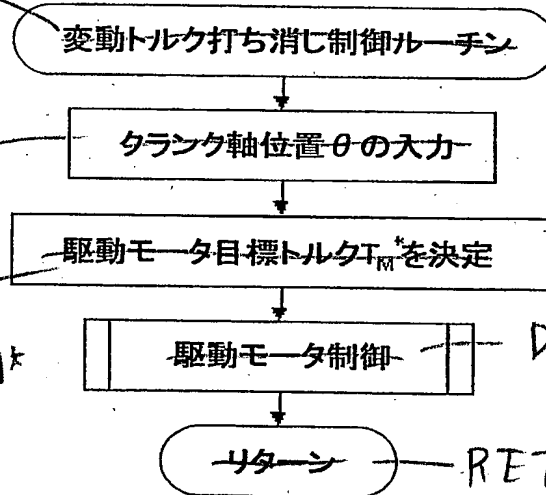 変動トルク打ち消し制御ルーチン
クランク軸位置θの入力
駆動モータ目標トルクT_M*を決定
駆動モータ制御
リターン
RET